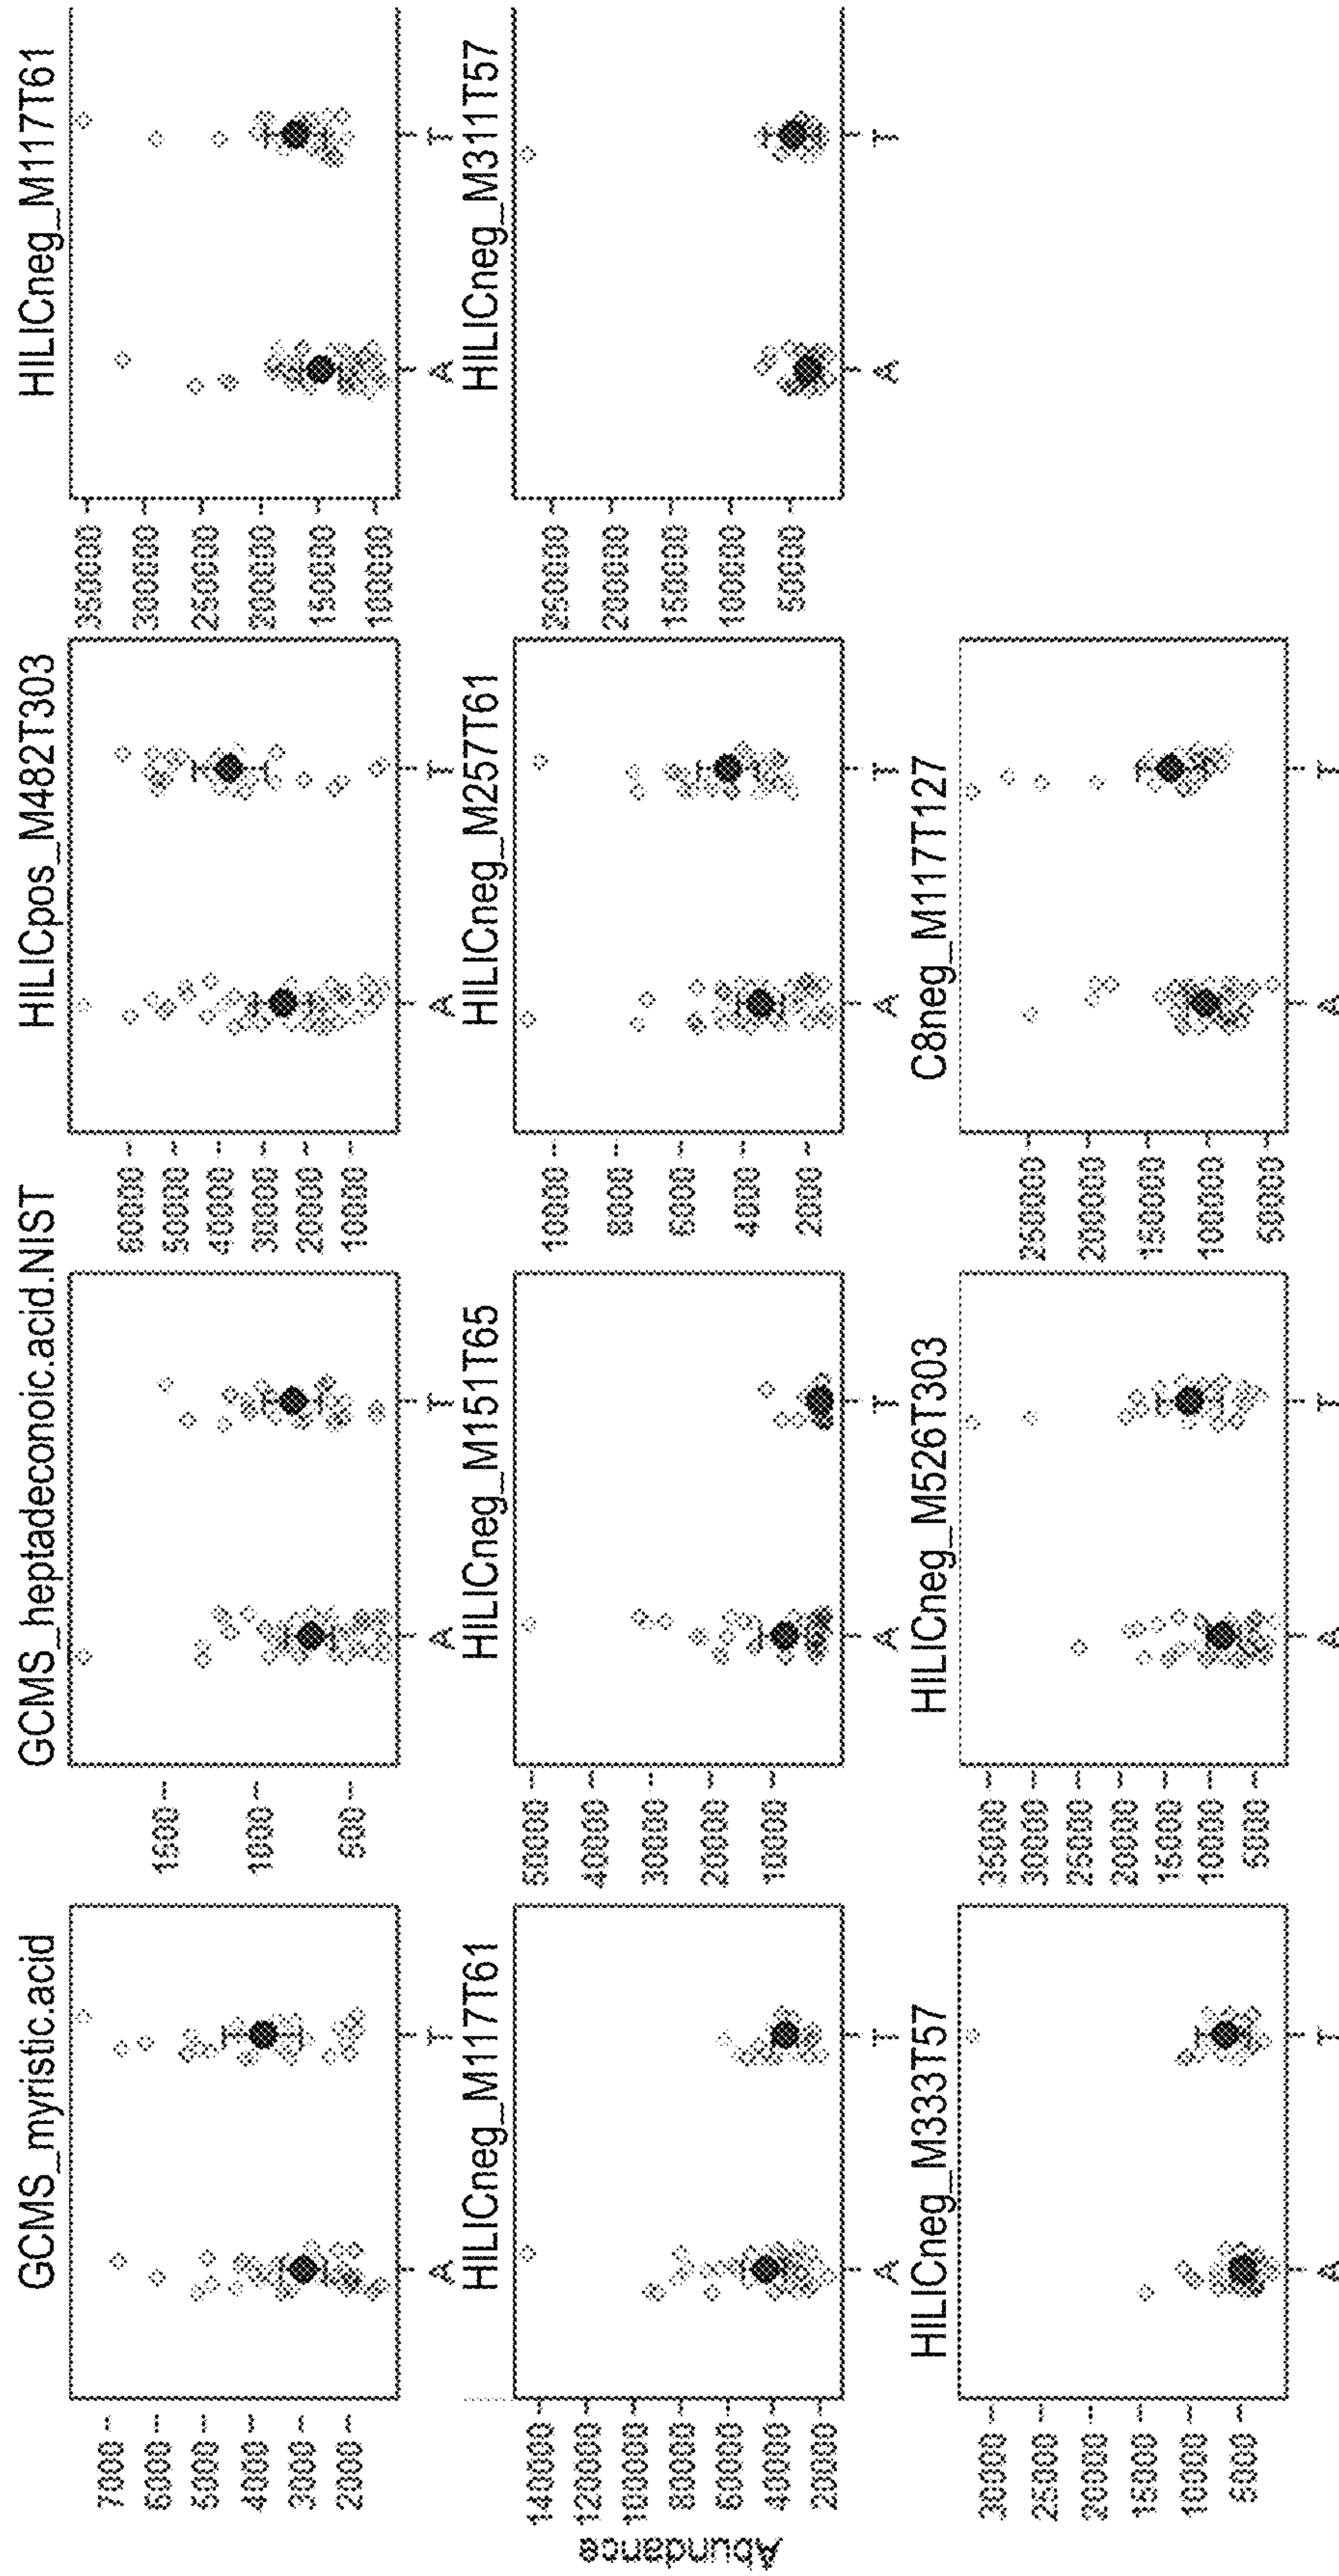 GCMS_myristic.acid
7000
6000
5000
4000
3000
2000
A T
GCMS_heptadeconoic.acid.NIST
1500
1000
500
A T
HILICpos_M482T303
60000
50000
40000
30000
20000
10000
A T
HILICneg_M117T61
350000
300000
250000
200000
150000
100000
A T
Abundance
HILICneg_M117T61
140000
120000
100000
80000
60000
40000
20000
A T
HILICneg_M151T65
50000
40000
30000
20000
10000
A T
HILICneg_M257T61
10000
8000
6000
40000
20000
A T
HILICneg_M311T57
250000
200000
150000
100000
50000
A T
HILICneg_M333T57
30000
25000
20000
15000
10000
5000
A T
HILICneg_M526T303
35000
30000
25000
20000
15000
10000
5000
A T
C8neg_M117T127
250000
200000
150000
100000
50000
A T